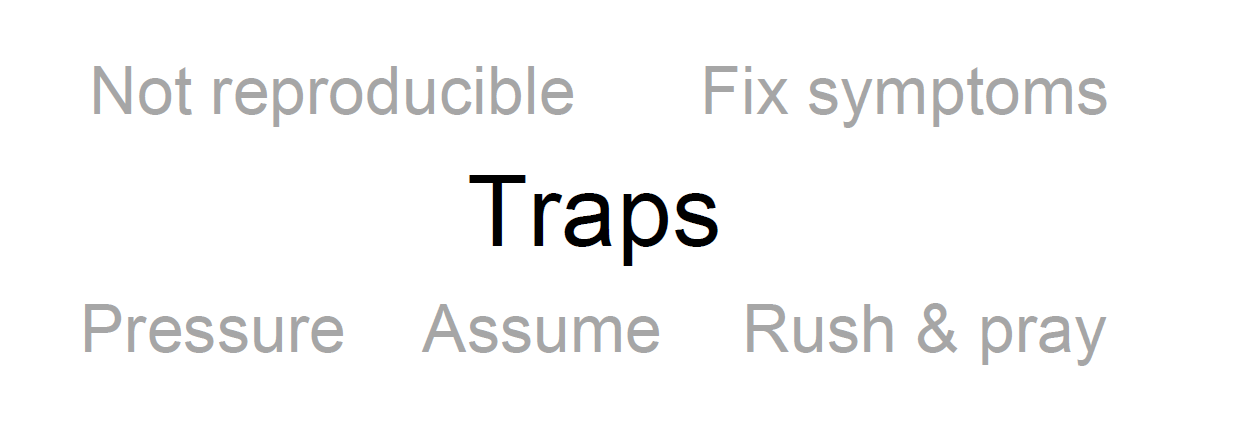 Not reproducible Fix symptoms
Traps
Pressure Assume Rush & pray